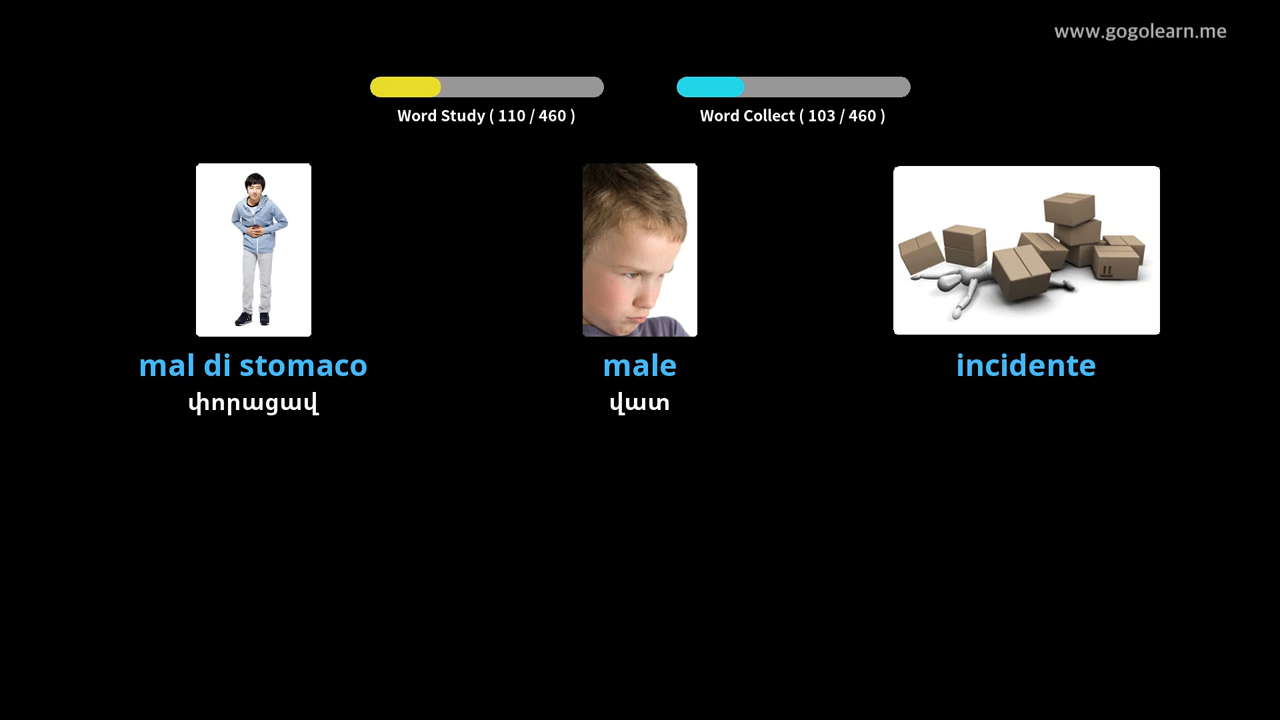 www.gogolearn.me
Word Study ( 110 / 460 )
Word Collect ( 103 / 460 )
mal di stomaco
փորացավ
male
վատ
incidente